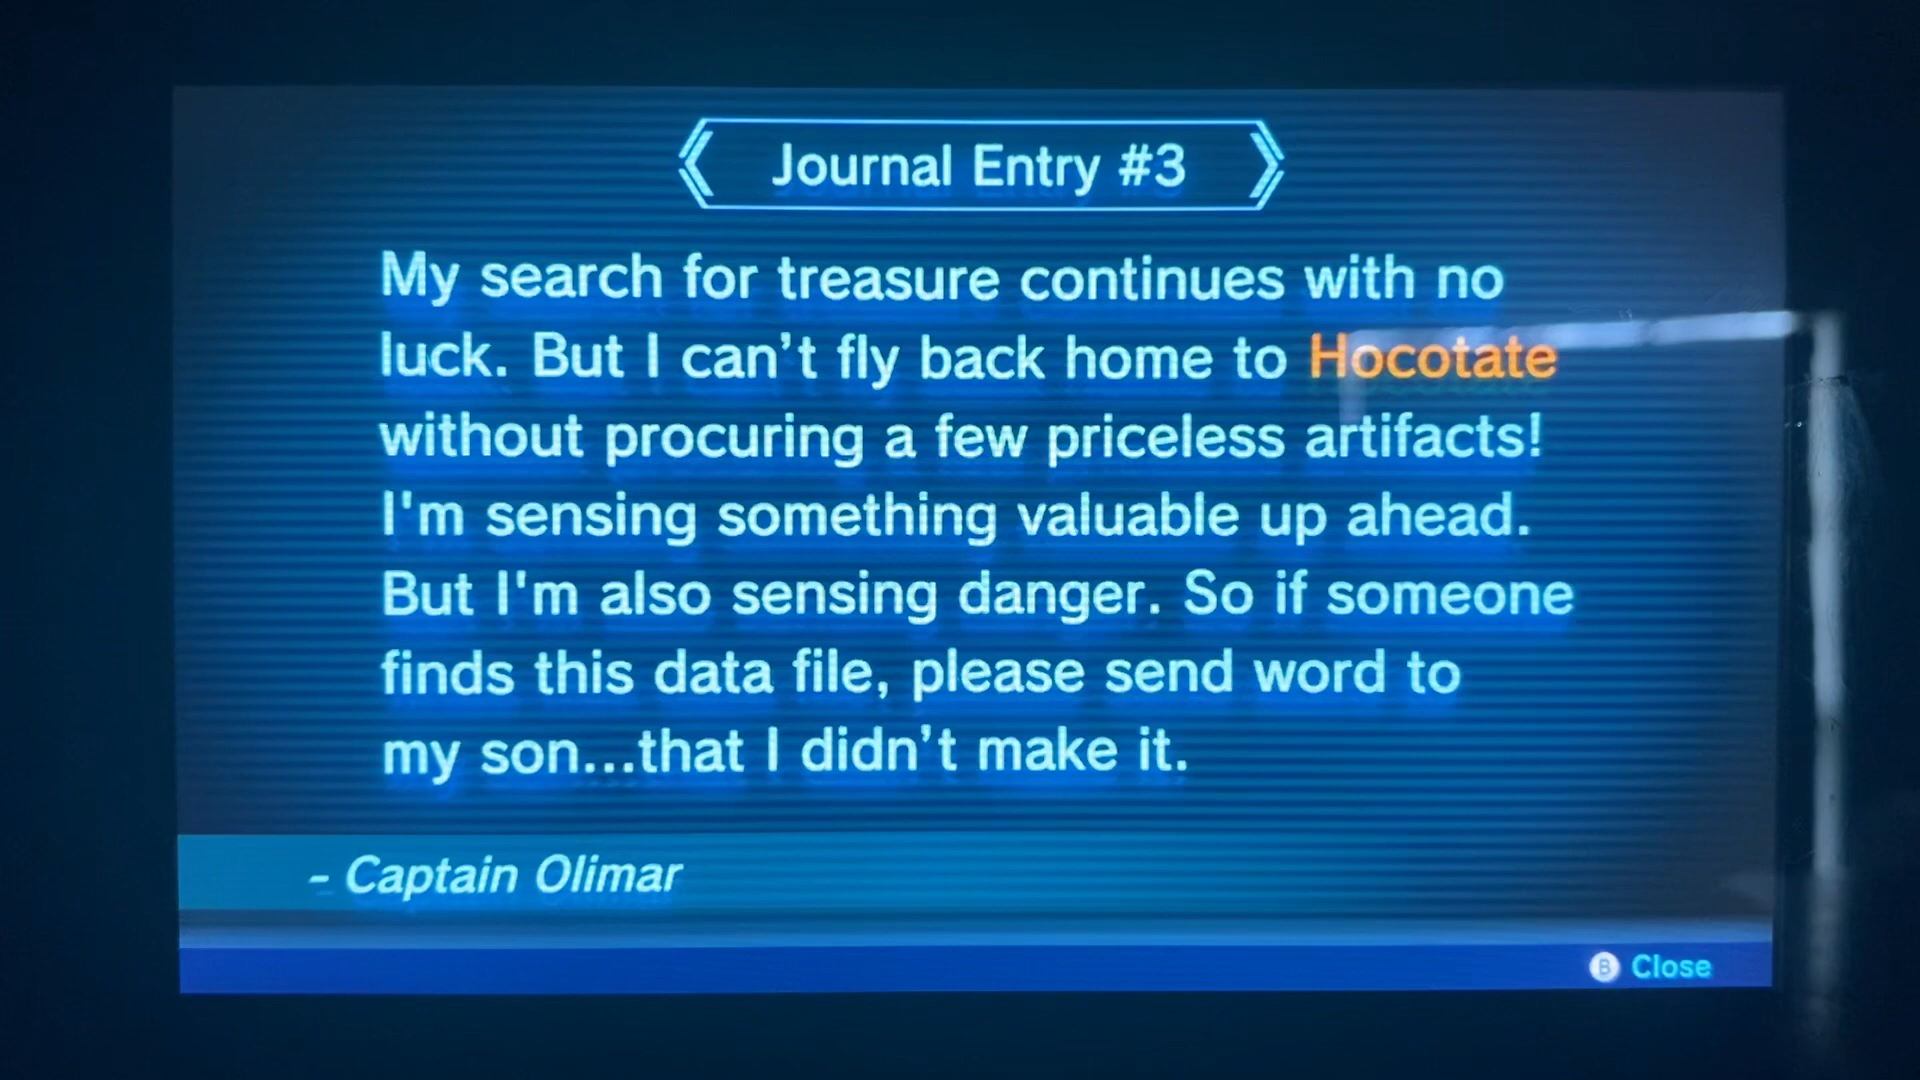 Journal Entry #3
My search for treasure continues with no
luck. But I can’t fly back home to Hocotate
without procuring a few priceless artifacts!
I'm sensing something valuable up ahead.
But I'm also sensing danger. So if someone
finds this data file, please send word to
my son...that I didn’t make it.
– Captain Olimar
B Close